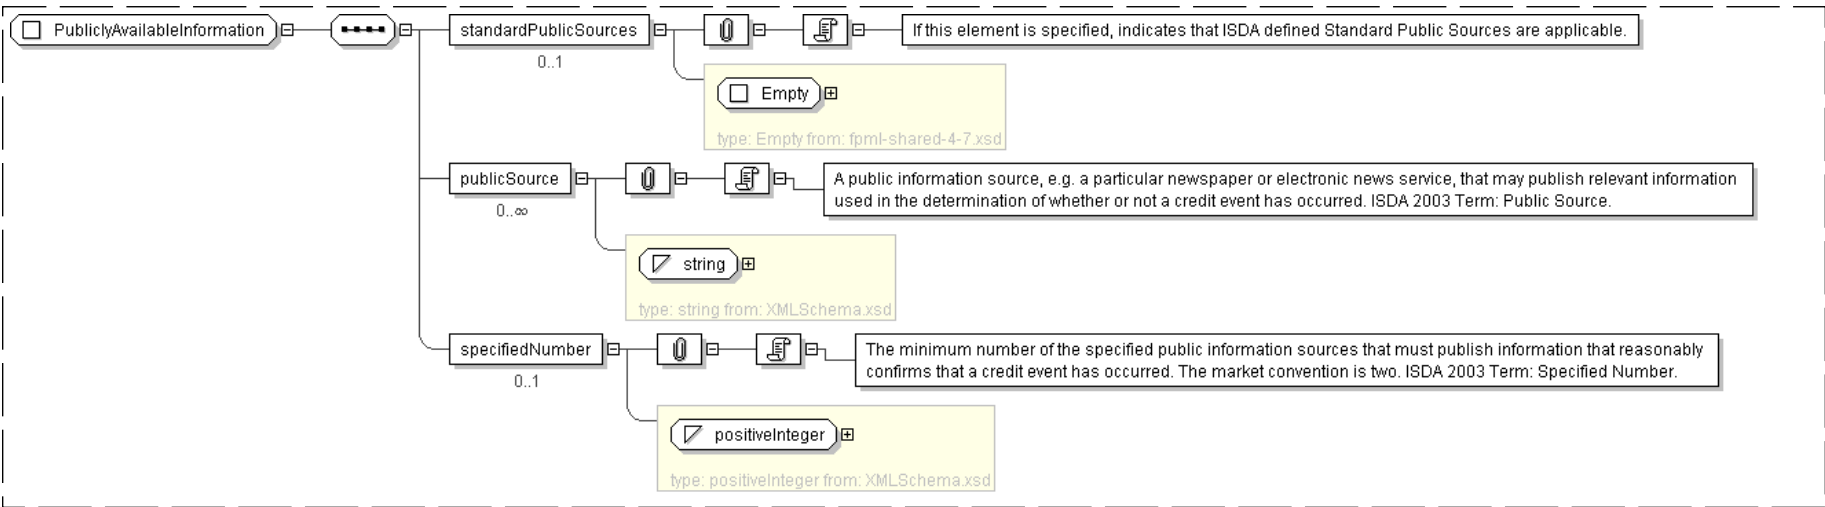 PubliclyAvailableInformation
standardPublicSources
If this element is specified, indicates that ISDA defined Standard Public Sources are applicable.
0..1
Empty
type: Empty from: fpml-shared-4-7.xsd
publicSource
A public information source, e.g. a particular newspaper or electronic news service, that may publish relevant information
used in the determination of whether or not a credit event has occurred. ISDA 2003 Term: Public Source.
0..∞
string
type: string from: XMLSchema.xsd
specifiedNumber
The minimum number of the specified public information sources that must publish information that reasonably
confirms that a credit event has occurred. The market convention is two. ISDA 2003 Term: Specified Number.
0..1
positiveInteger
type: positiveInteger from: XMLSchema.xsd